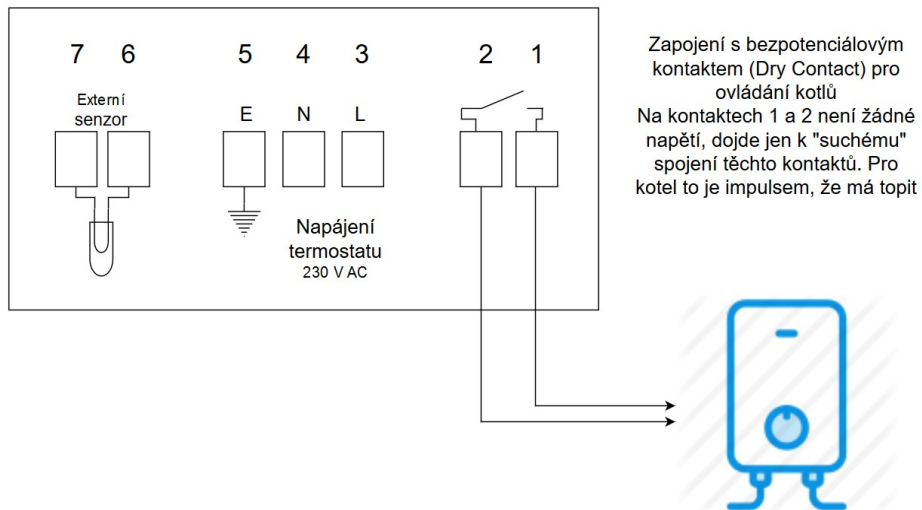 7 6 5 4 3 2 1
Externí
senzor
E N L
Napájení
termostatu
230 V AC
Zapojení s bezpotenciálovým
kontaktem (Dry Contact) pro
ovládání kotlů
Na kontaktech 1 a 2 není žádné
napětí, dojde jen k "suchému"
spojení těchto kontaktů. Pro
kotel to je impulsem, že má topit